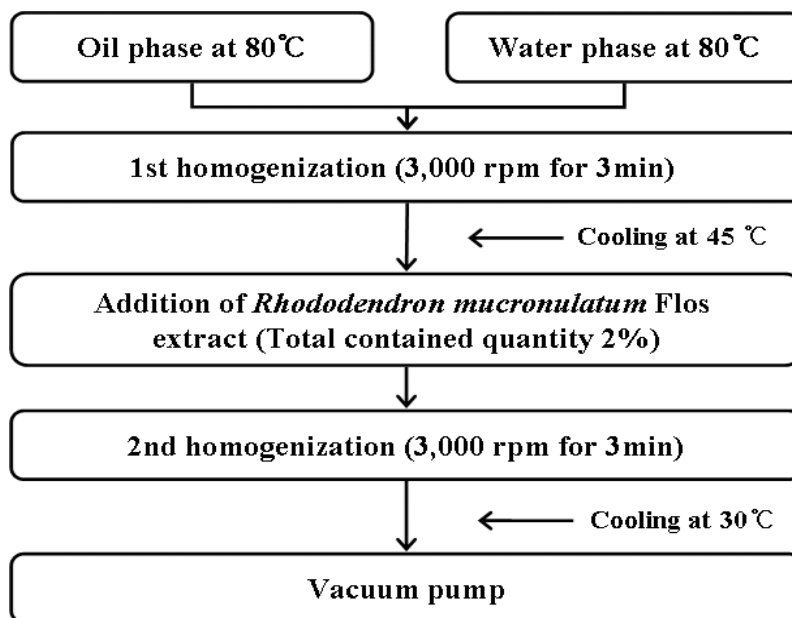 Oil phase at 80℃
Water phase at 80℃
1st homogenization (3,000 rpm for 3min)
Cooling at 45 ℃
Addition of Rhododendron mucronulatum Flos
extract (Total contained quantity 2%)
2nd homogenization (3,000 rpm for 3min)
Cooling at 30℃
Vacuum pump